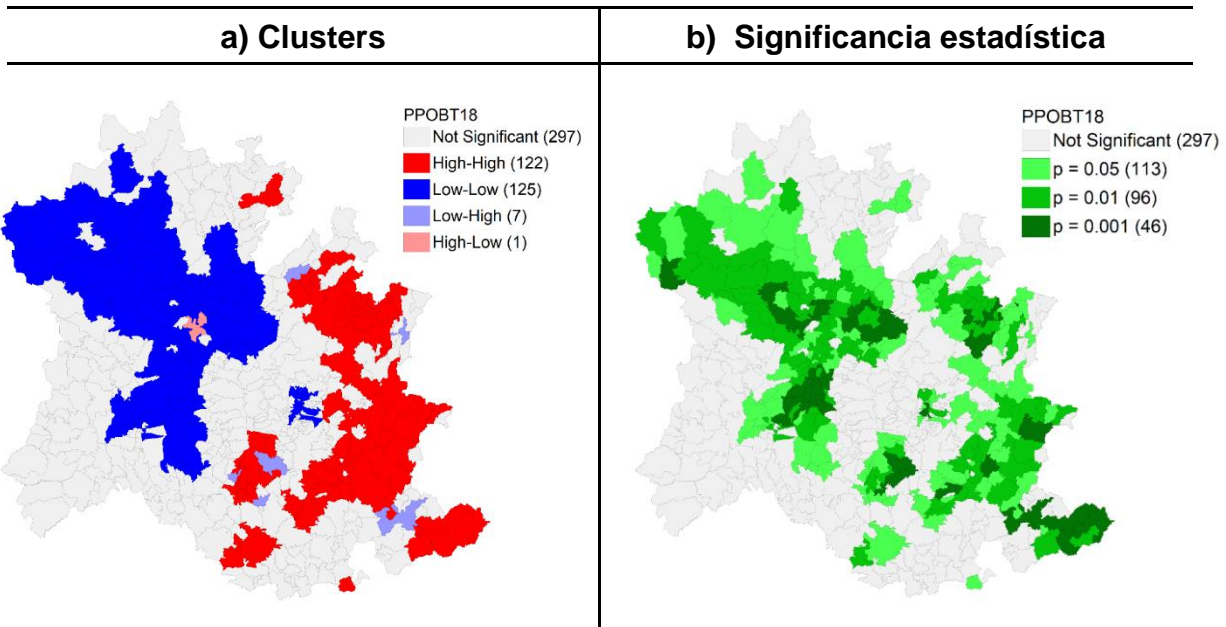 a) Clusters
b) Significancia estadística
PPOBT18
Not Significant (297)
High-High (122)
Low-Low (125)
Low-High (7)
High-Low (1)
PPOBT18
Not Significant (297)
p = 0.05 (113)
p = 0.01 (96)
p = 0.001 (46)